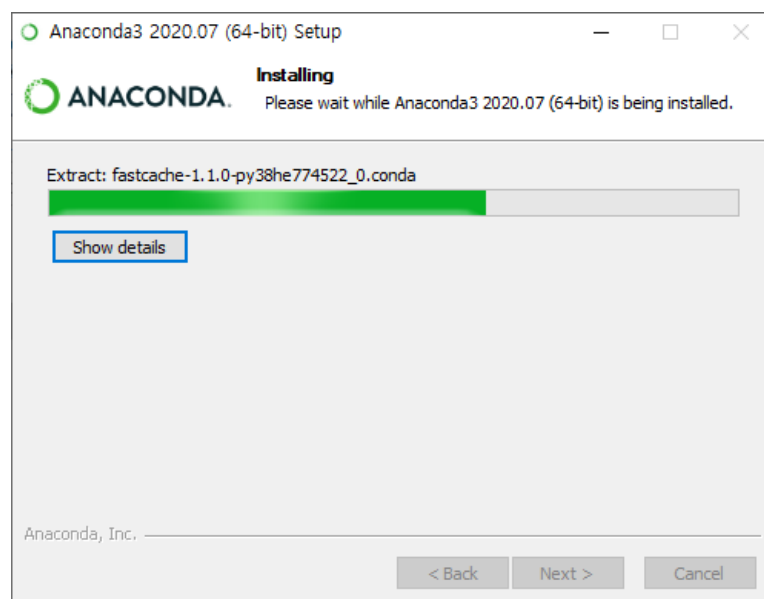 Anaconda3 2020.07 (64-bit) Setup
ANACONDA.
Installing
Please wait while Anaconda3 2020.07 (64-bit) is being installed.
Extract: fastcache-1.1.0-py38he774522_0.conda
Show details
Anaconda, Inc.
< Back
Next >
Cancel